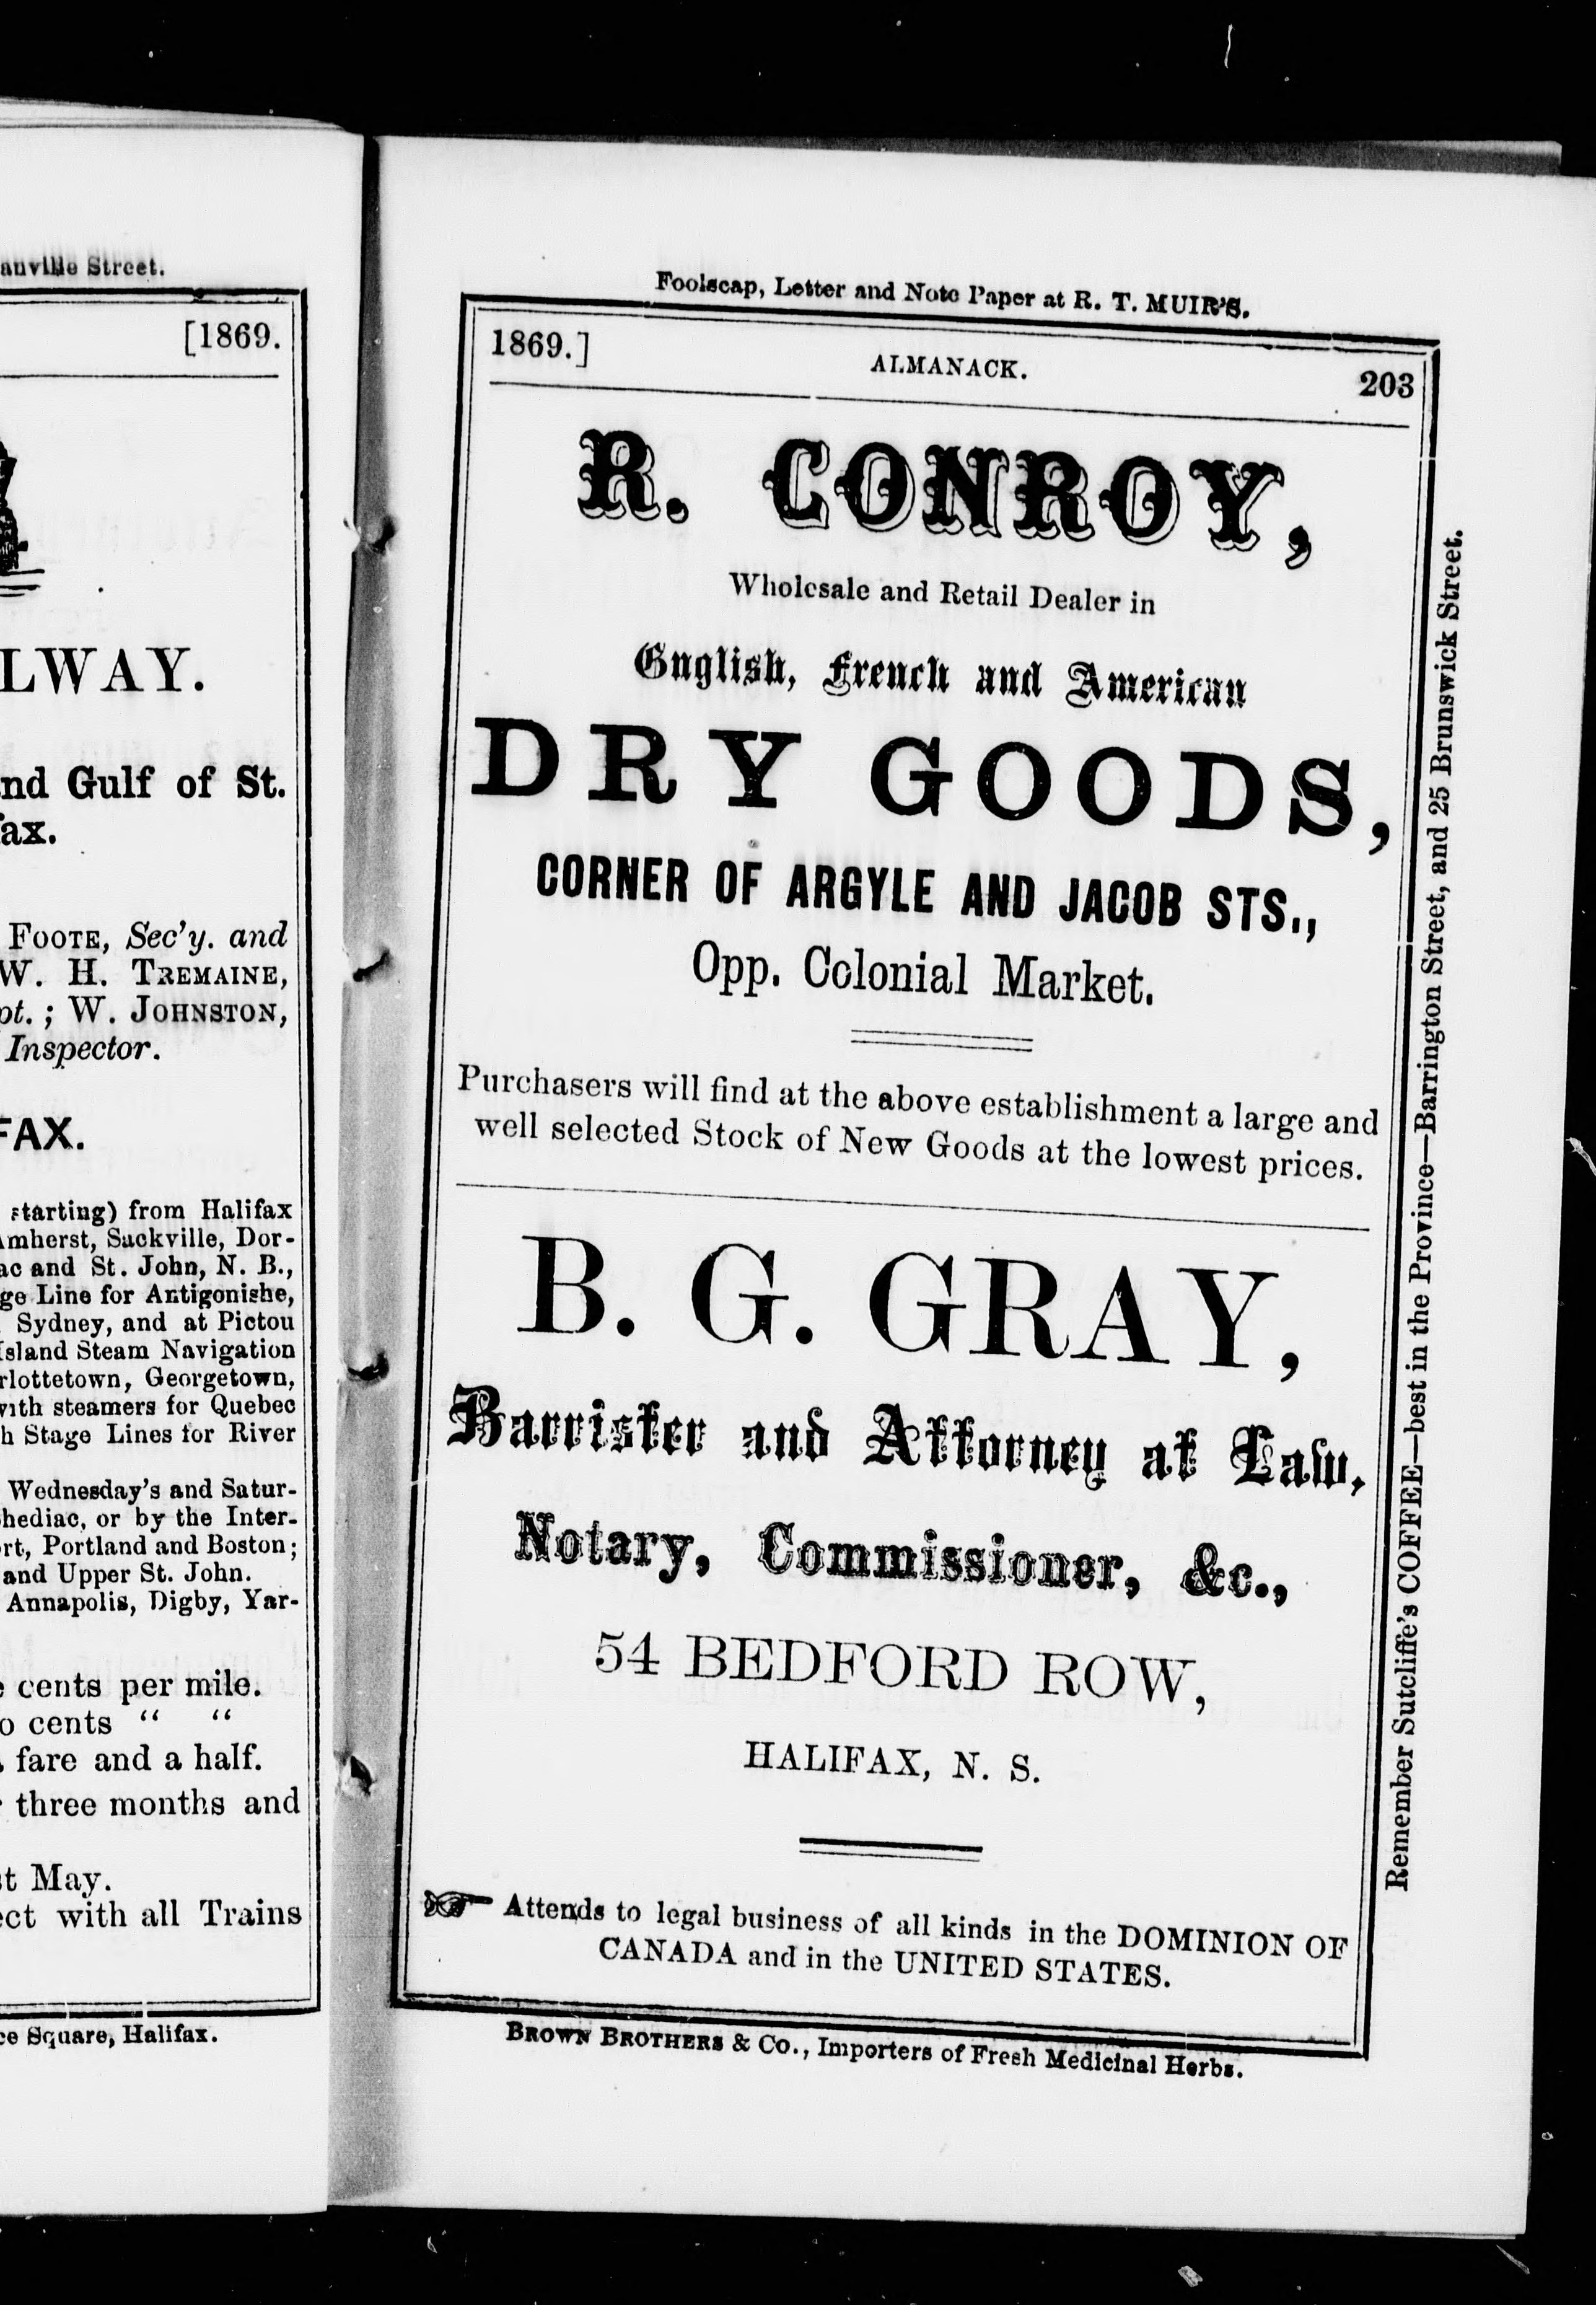 anville Street.
[1869.
LWAY.
nd Gulf of St.
ax.
FOOTE, Sec'y. and
W. H. TREMAINE,
pt.; W. JOHNSTON,
Inspector.
FAX.
starting) from Halifax
Amherst, Sackville, Dor-
ac and St. John, N. B.,
ge Line for Antigonishe,
Sydney, and at Pictou
Island Steam Navigation
rlottetown, Georgetown,
with steamers for Quebec
h Stage Lines for River
Wednesday's and Satur-
hediac, or by the Inter-
rt, Portland and Boston;
and Upper St. John.
Annapolis, Digby, Yar-
cents per mile.
o cents " "
fare and a half.
three months and
t May.
ect with all Trains
ce Square, Halifax.
Foolscap, Letter and Note Paper at R. T. MUIR'S.
1869.] ALMANACK. 203
R. CONROY,
Wholesale and Retail Dealer in
English, French and American
DRY GOODS,
CORNER OF ARGYLE AND JACOB STS.,
Opp. Colonial Market.
Purchasers will find at the above establishment a large and
well selected Stock of New Goods at the lowest prices.
B. G. GRAY,
Barrister and Attorney at Law,
Notary, Commissioner, &c.,
54 BEDFORD ROW,
HALIFAX, N. S.
☞ Attends to legal business of all kinds in the DOMINION OF
CANADA and in the UNITED STATES.
BROWN BROTHERS & CO., Importers of Fresh Medicinal Herbs.
Remember Sutcliffe's COFFEE—best in the Province—Barrington Street, and 25 Brunswick Street.